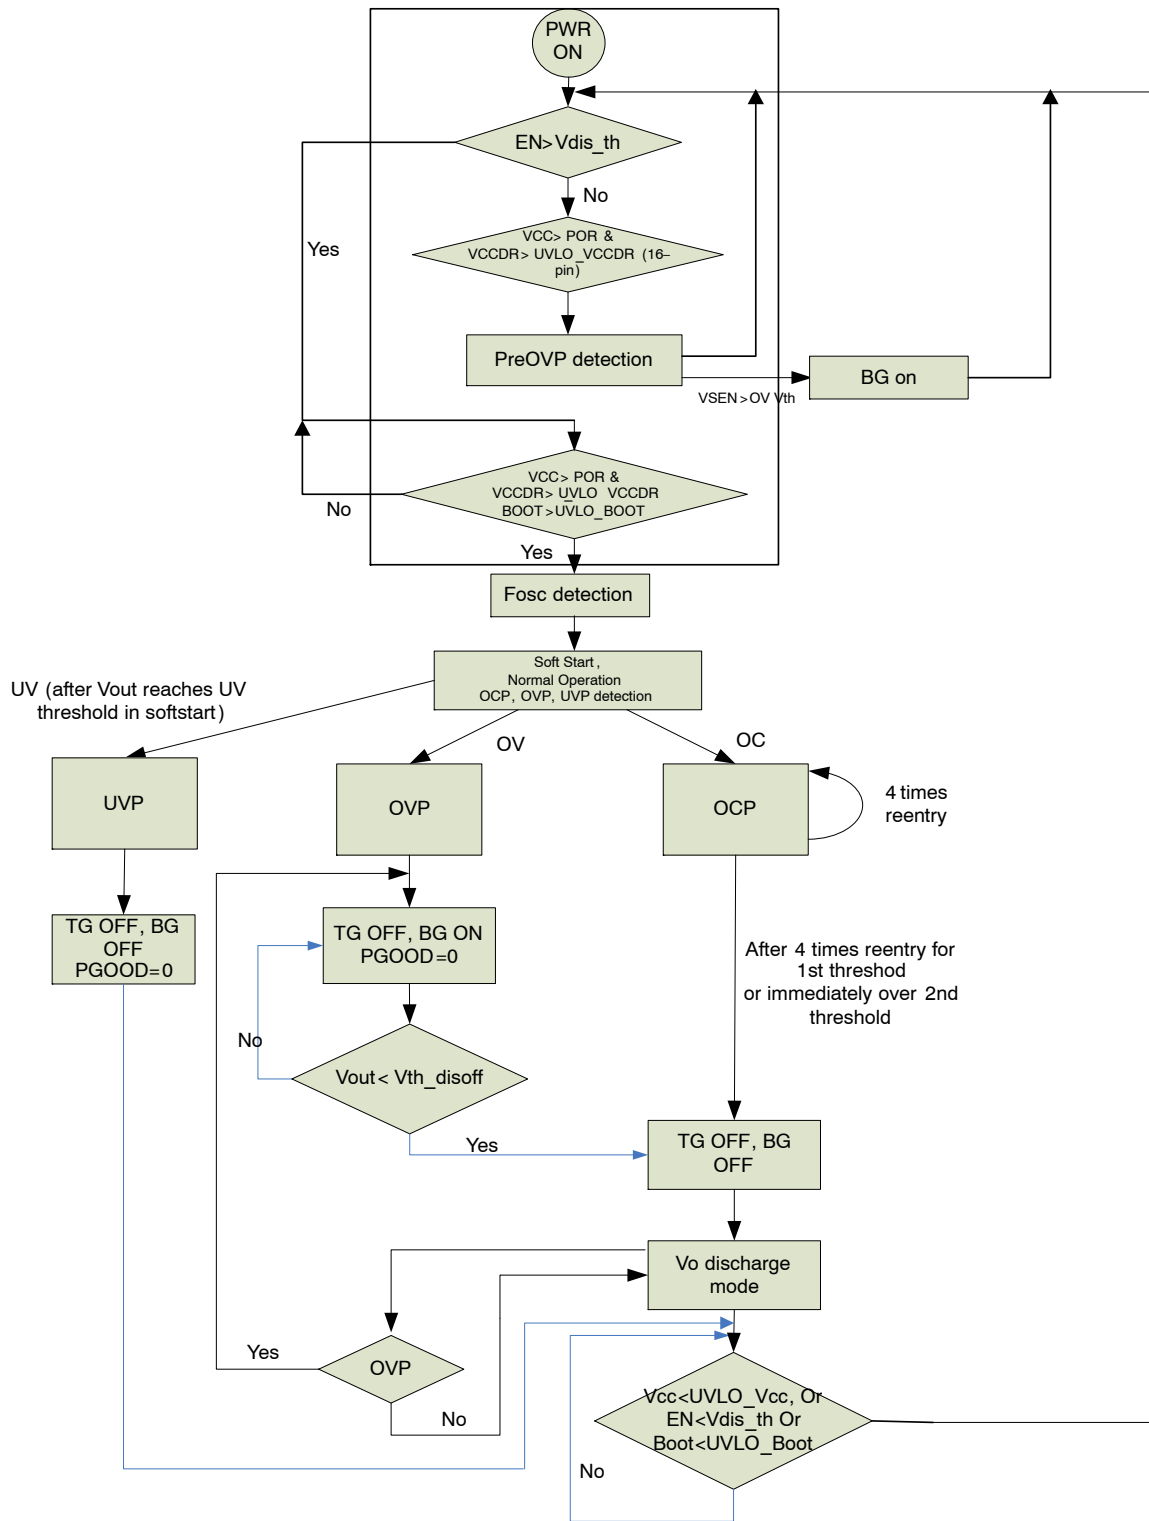 PWR
ON
EN>Vdis_th
No
Yes
VCC> POR &
VCCDR> UVLO_VCCDR (16–
pin)
PreOVP detection
BG on
VSEN>OV Vth
VCC> POR &
VCCDR> UVLO VCCDR
BOOT>UVLO_BOOT
No
Yes
Fosc detection
Soft Start,
Normal Operation
OCP, OVP, UVP detection
UV (after Vout reaches UV
threshold in softstart)
OV
OC
UVP
OVP
OCP
4 times
reentry
TG OFF, BG
OFF
PGOOD=0
TG OFF, BG ON
PGOOD=0
After 4 times reentry for
1st threshod
or immediately over 2nd
threshold
No
Vout< Vth_disoff
Yes
TG OFF, BG
OFF
Vo discharge
mode
Yes
OVP
No
Vcc<UVLO_Vcc, Or
EN<Vdis_th Or
Boot<UVLO_Boot
No